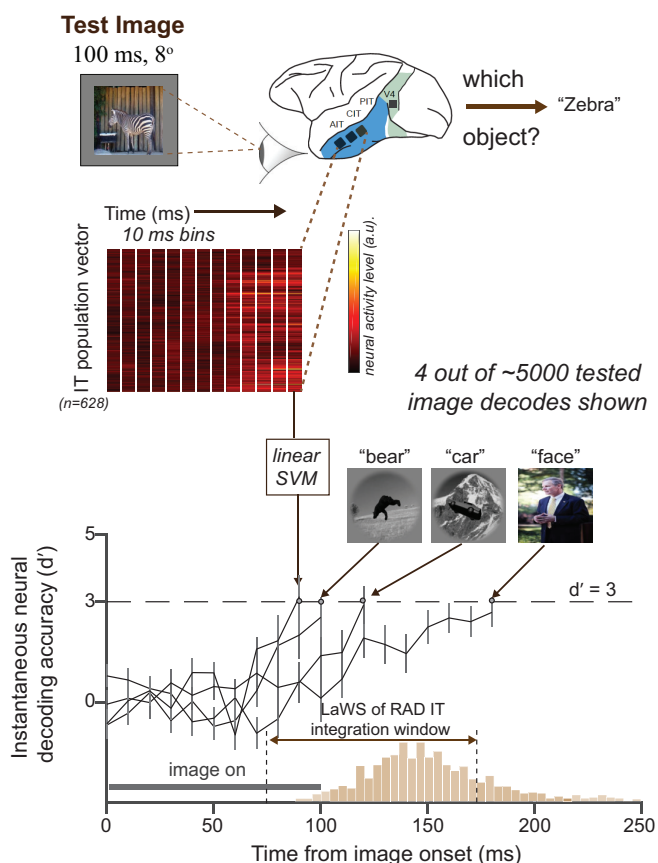 Test Image
100 ms, 8°
PIT
V4
CIT
AIT
which
object?
“Zebra”
Time (ms)
10 ms bins
IT population vector
(n=628)
neural activity level (a.u).
4 out of ~5000 tested
image decodes shown
linear
SVM
“bear”
“car”
“face”
Instantaneous neural
decoding accuracy (d′)
5
3
0
d′ = 3
LaWS of RAD IT
integration window
image on
0
50
100
150
200
250
Time from image onset (ms)